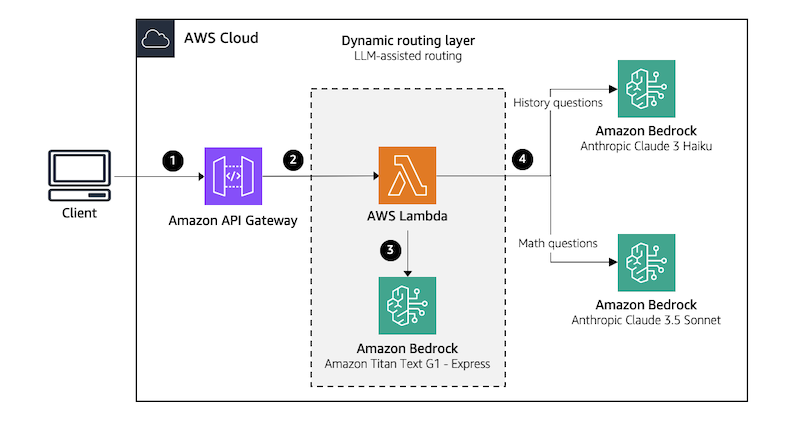 AWS Cloud
Dynamic routing layer
LLM-assisted routing
History questions
Amazon Bedrock
Anthropic Claude 3 Haiku
1
2
4
Client
Amazon API Gateway
AWS Lambda
3
Math questions
Amazon Bedrock
Anthropic Claude 3.5 Sonnet
Amazon Bedrock
Amazon Titan Text G1 - Express